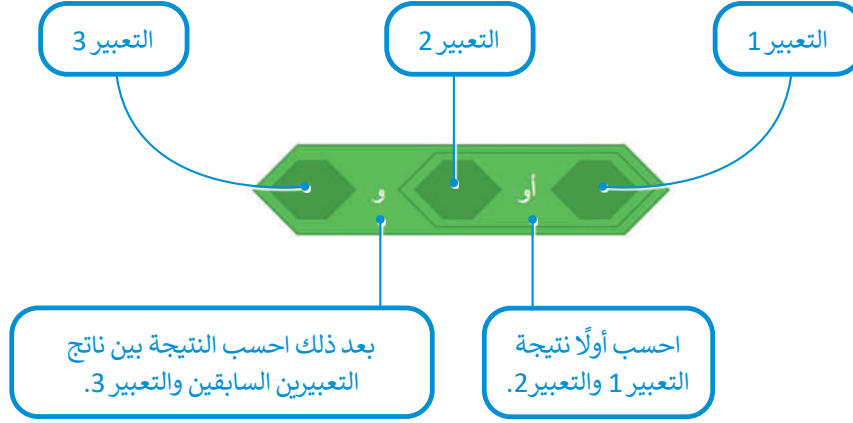 التعبير 1
التعبير 2
التعبير 3
أو
و
احسب أولًا نتيجة
التعبير 1 والتعبير2.
بعد ذلك احسب النتيجة بين ناتج
التعبيرين السابقين والتعبير 3.